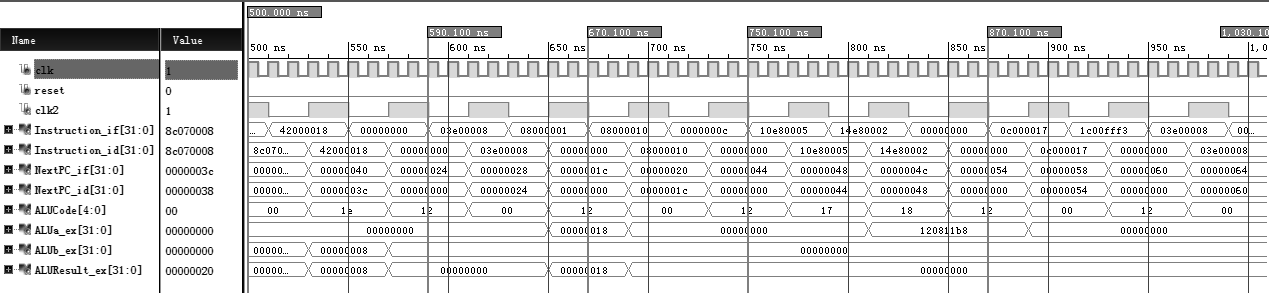 500.000 ns
590.100 ns 670.100 ns 750.100 ns 870.100 ns 1,030.10
Name Value
500 ns 550 ns 600 ns 650 ns 700 ns 750 ns 800 ns 850 ns 900 ns 950 ns 1,0
clk 1
reset 0
clk2 1
Instruction_if[31:0] 8c070008 ... 42000018 00000000 03e00008 08000001 08000010 0000000c 10e80005 14e80002 00000000 0c000017 1c00fff3 03e00008 00...
Instruction_id[31:0] 8c070008 8c070... 42000018 00000000 03e00008 00000000 08000010 00000000 10e80005 14e80002 00000000 0c000017 00000000 03e00008
NextPC_if[31:0] 0000003c 00000... 00000040 00000024 00000028 0000001c 00000020 00000044 00000048 0000004c 00000054 00000058 00000060 00000064
NextPC_id[31:0] 00000038 00000... 0000003c 00000000 00000024 00000000 0000001c 00000000 00000044 00000048 00000000 00000054 00000000 00000060
ALUCode[4:0] 00 00 1e 12 00 12 00 12 17 18 12 00 12 00
ALUa_ex[31:0] 00000000 00000000 00000018 00000000 120811b8 00000000
ALUb_ex[31:0] 00000000 00000... 00000008 00000000
ALUResult_ex[31:0] 00000020 00000... 00000008 00000000 00000018 00000000